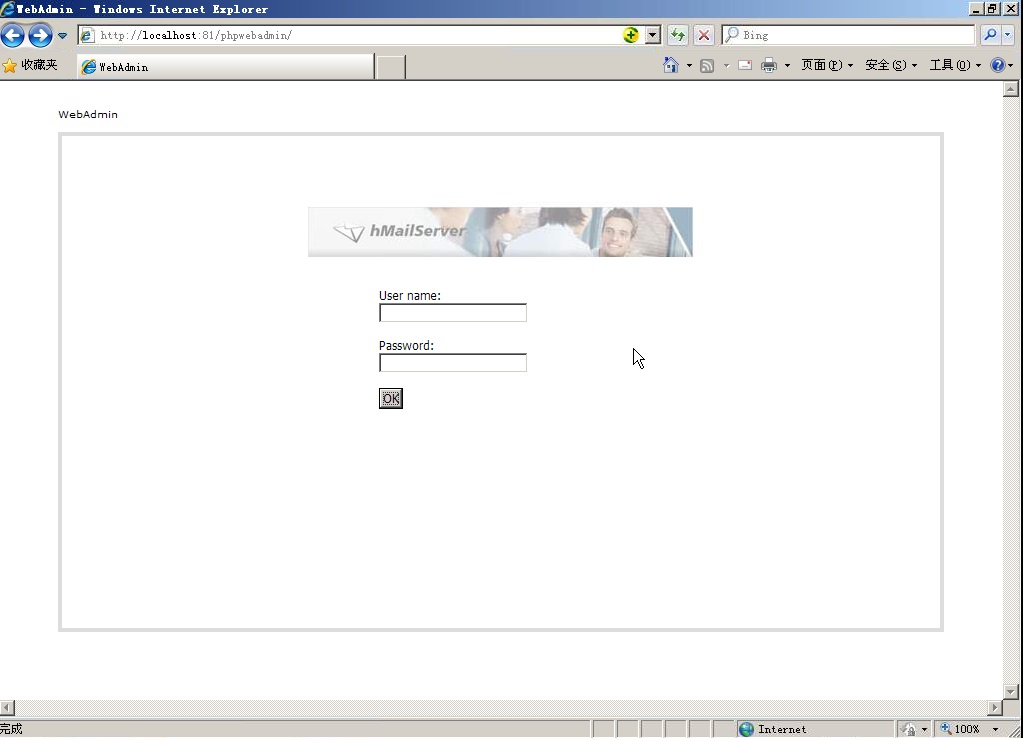 WebAdmin - Windows Internet Explorer
http://localhost:81/phpwebadmin/
Bing
收藏夹
WebAdmin
页面(P)
安全(S)
工具(O)
WebAdmin
hMailServer
User name:
Password:
OK
完成
Internet
100%